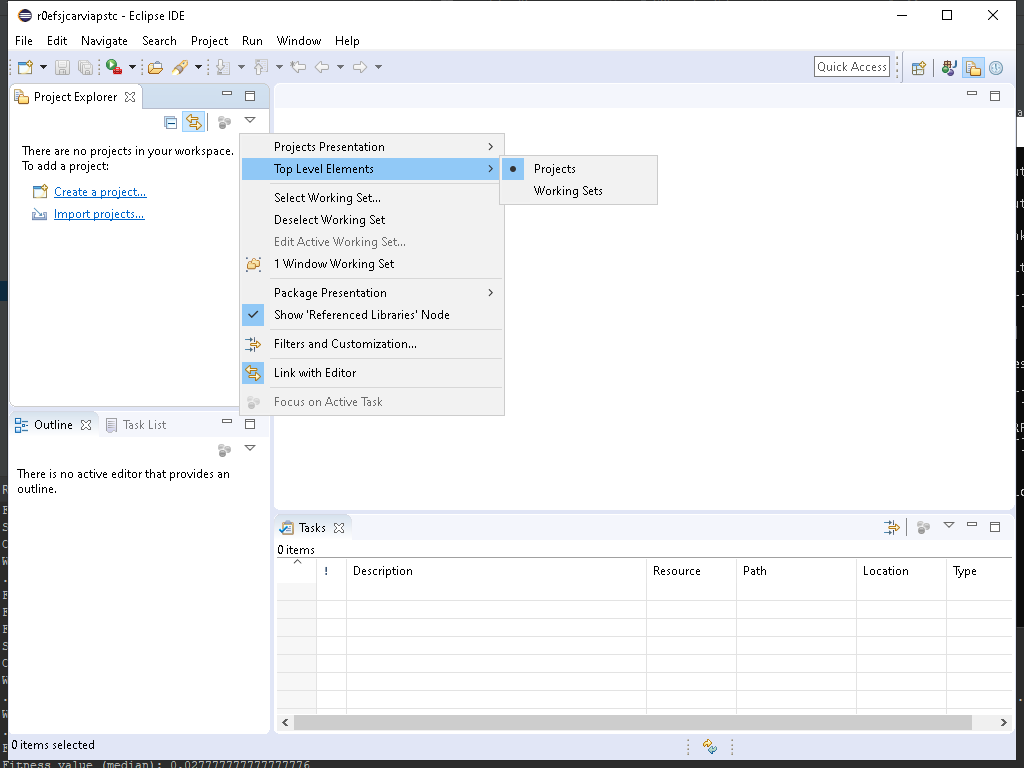 r0efsjcarviapstc - Eclipse IDE
File Edit Navigate Search Project Run Window Help
Quick Access
Project Explorer
There are no projects in your workspace.
To add a project:
Create a project...
Import projects...
Projects Presentation
Top Level Elements
Projects
Working Sets
Select Working Set...
Deselect Working Set
Edit Active Working Set...
1 Window Working Set
Package Presentation
Show 'Referenced Libraries' Node
Filters and Customization...
Link with Editor
Focus on Active Task
Outline Task List
There is no active editor that provides an
outline.
Tasks
0 items
! Description Resource Path Location Type
0 items selected
Fitness value (median): 0.027777777777777776